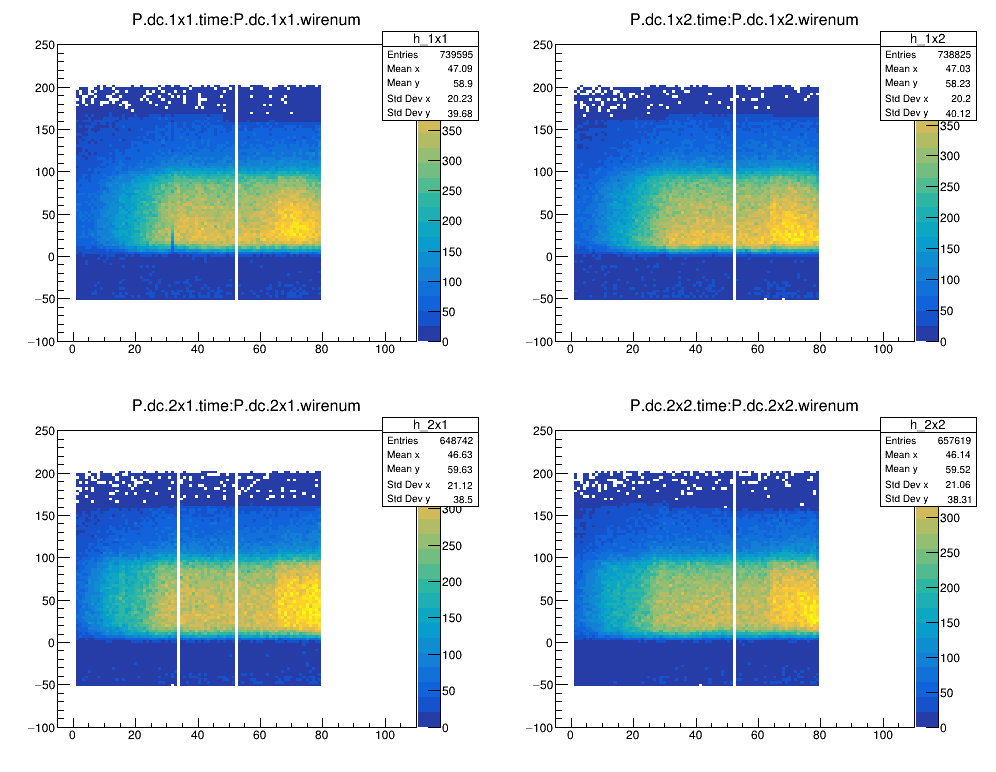 P.dc.1x1.time:P.dc.1x1.wirenum
h_1x1
Entries 739595
Mean x 47.09
Mean y 58.9
Std Dev x 20.23
Std Dev y 39.68
250
200
150
100
50
0
−50
−100
0 20 40 60 80 100
350
300
250
200
150
100
50
0
P.dc.1x2.time:P.dc.1x2.wirenum
h_1x2
Entries 738825
Mean x 47.03
Mean y 58.23
Std Dev x 20.2
Std Dev y 40.12
250
200
150
100
50
0
−50
−100
0 20 40 60 80 100
350
300
250
200
150
100
50
0
P.dc.2x1.time:P.dc.2x1.wirenum
h_2x1
Entries 648742
Mean x 46.63
Mean y 59.63
Std Dev x 21.12
Std Dev y 38.5
250
200
150
100
50
0
−50
−100
0 20 40 60 80 100
300
250
200
150
100
50
0
P.dc.2x2.time:P.dc.2x2.wirenum
h_2x2
Entries 657619
Mean x 46.14
Mean y 59.52
Std Dev x 21.06
Std Dev y 38.31
250
200
150
100
50
0
−50
−100
0 20 40 60 80 100
300
250
200
150
100
50
0